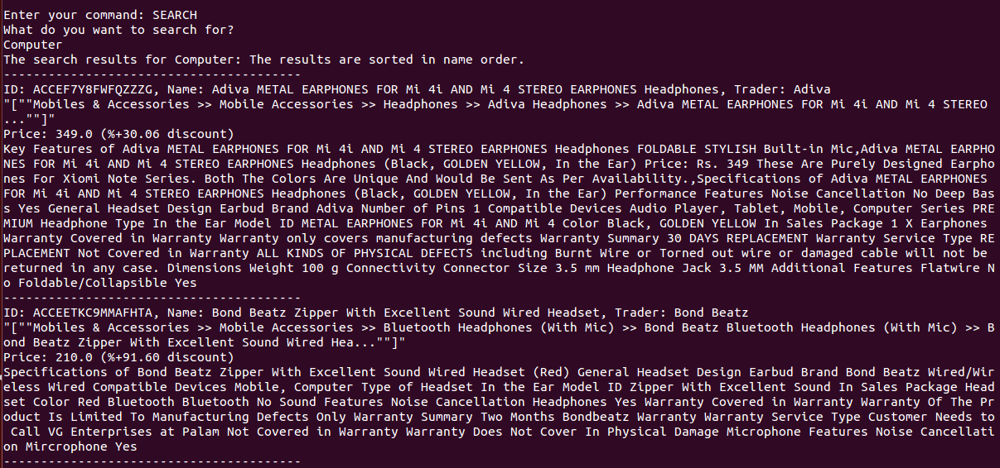 Enter your command: SEARCH
What do you want to search for?
Computer
The search results for Computer: The results are sorted in name order.
----------------------------------------
ID: ACCEF7Y8FWFQZZZG, Name: Adiva METAL EARPHONES FOR Mi 4i AND Mi 4 STEREO EARPHONES Headphones, Trader: Adiva
"[""Mobiles & Accessories >> Mobile Accessories >> Headphones >> Adiva Headphones >> Adiva METAL EARPHONES FOR Mi 4i AND Mi 4 STEREO
...""]"
Price: 349.0 (%+30.06 discount)
Key Features of Adiva METAL EARPHONES FOR Mi 4i AND Mi 4 STEREO EARPHONES Headphones FOLDABLE STYLISH Built-in Mic,Adiva METAL EARPHO
NES FOR Mi 4i AND Mi 4 STEREO EARPHONES Headphones (Black, GOLDEN YELLOW, In the Ear) Price: Rs. 349 These Are Purely Designed Earpho
nes For Xiomi Note Series. Both The Colors Are Unique And Would Be Sent As Per Availability.,Specifications of Adiva METAL EARPHONES
FOR Mi 4i AND Mi 4 STEREO EARPHONES Headphones (Black, GOLDEN YELLOW, In the Ear) Performance Features Noise Cancellation No Deep Bas
s Yes General Headset Design Earbud Brand Adiva Number of Pins 1 Compatible Devices Audio Player, Tablet, Mobile, Computer Series PRE
MIUM Headphone Type In the Ear Model ID METAL EARPHONES FOR Mi 4i AND Mi 4 Color Black, GOLDEN YELLOW In Sales Package 1 X Earphones
Warranty Covered in Warranty Warranty only covers manufacturing defects Warranty Summary 30 DAYS REPLACEMENT Warranty Service Type RE
PLACEMENT Not Covered in Warranty ALL KINDS OF PHYSICAL DEFECTS including Burnt Wire or Torned out wire or damaged cable will not be
returned in any case. Dimensions Weight 100 g Connectivity Connector Size 3.5 mm Headphone Jack 3.5 MM Additional Features Flatwire N
o Foldable/Collapsible Yes
----------------------------------------
ID: ACCEETKC9MMAFHTA, Name: Bond Beatz Zipper With Excellent Sound Wired Headset, Trader: Bond Beatz
"[""Mobiles & Accessories >> Mobile Accessories >> Bluetooth Headphones (With Mic) >> Bond Beatz Bluetooth Headphones (With Mic) >> B
ond Beatz Zipper With Excellent Sound Wired Hea...""]"
Price: 210.0 (%+91.60 discount)
Specifications of Bond Beatz Zipper With Excellent Sound Wired Headset (Red) General Headset Design Earbud Brand Bond Beatz Wired/Wir
eless Wired Compatible Devices Mobile, Computer Type of Headset In the Ear Model ID Zipper With Excellent Sound In Sales Package Head
set Color Red Bluetooth Bluetooth No Sound Features Noise Cancellation Headphones Yes Warranty Covered in Warranty Warranty Of The Pr
oduct Is Limited To Manufacturing Defects Only Warranty Summary Two Months Bondbeatz Warranty Warranty Service Type Customer Needs to
 Call VG Enterprises at Palam Not Covered in Warranty Warranty Does Not Cover In Physical Damage Microphone Features Noise Cancellati
on Mircrophone Yes
----------------------------------------